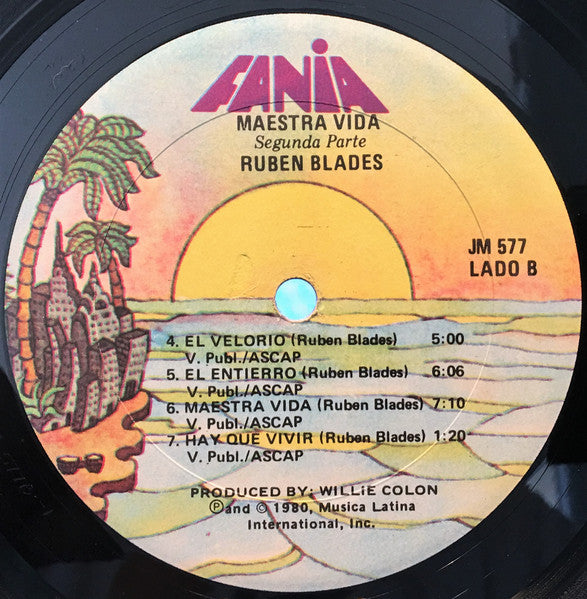 FANIA
MAESTRA VIDA
Segunda Parte
RUBEN BLADES
JM 577
LADO B
4. EL VELORIO (Ruben Blades) 5:00
V. Publ./ASCAP
5. EL ENTIERRO (Ruben Blades) 6:06
V. Publ./ASCAP
6. MAESTRA VIDA (Ruben Blades) 7:10
V. Publ./ASCAP
7. HAY QUE VIVIR (Ruben Blades) 1:20
V. Publ./ASCAP
PRODUCED BY: WILLiE COLON
℗and © 1980, Musica Latina
International, Inc.